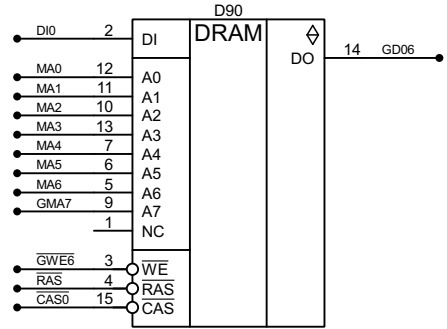 D90
DI0 2 DI DRAM
DO 14 GD06
MA0 12 A0
MA1 11 A1
MA2 10 A2
MA3 13 A3
MA4 7 A4
MA5 6 A5
MA6 5 A6
GMA7 9 A7
1 NC
GWE6 3 WE
RAS 4 RAS
CAS0 15 CAS